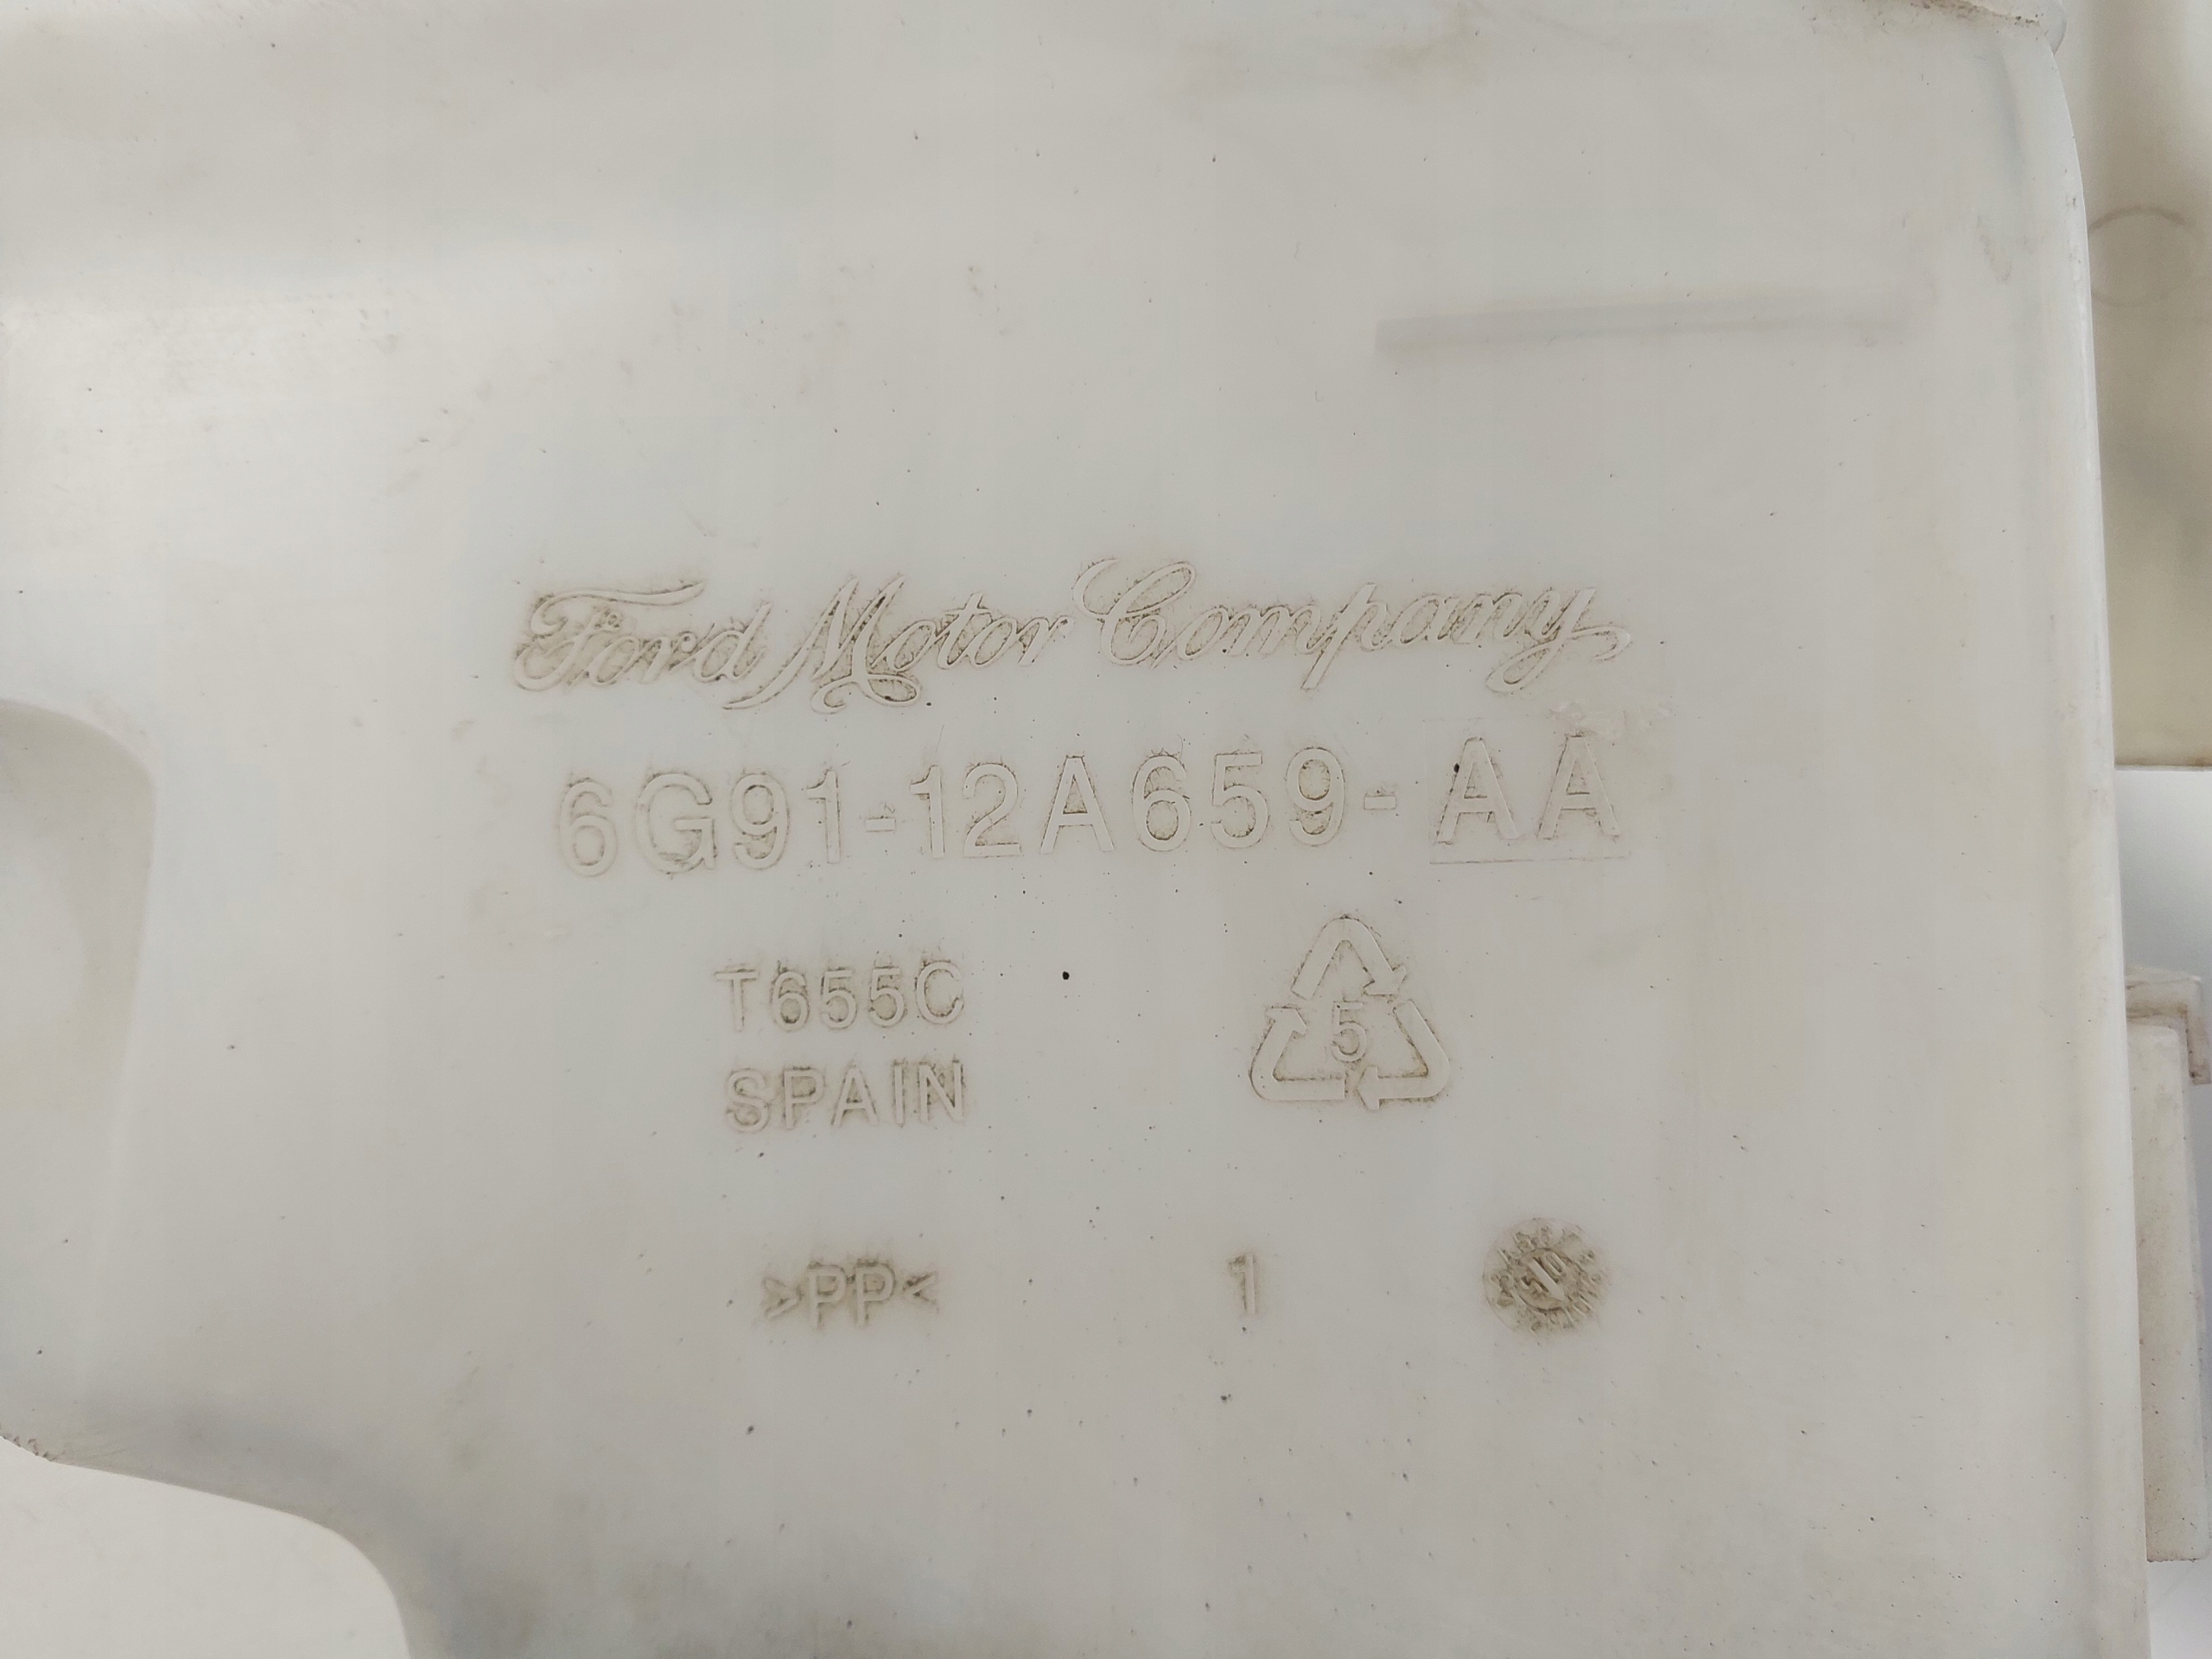 Ford Motor Company
6G91-12A659-AA
T655C
5
SPAIN
>PP<
1